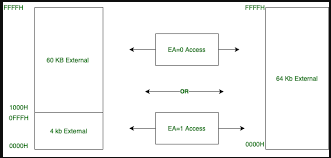 FFFFH
FFFFH
60 KB External
EA=0 Access
64 Kb External
OR
1000H
0FFFH
4 kb External
EA=1 Access
0000H
0000H